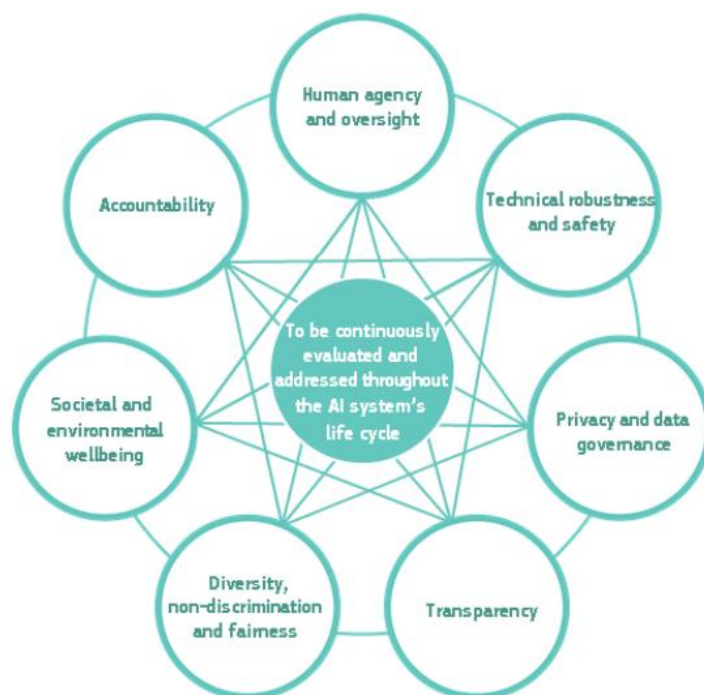 Human agency
and oversight
Technical robustness
and safety
Privacy and data
governance
Transparency
Diversity,
non-discrimination
and fairness
Societal and
environmental
wellbeing
Accountability
To be continuously
evaluated and
addressed throughout
the AI system's
life cycle